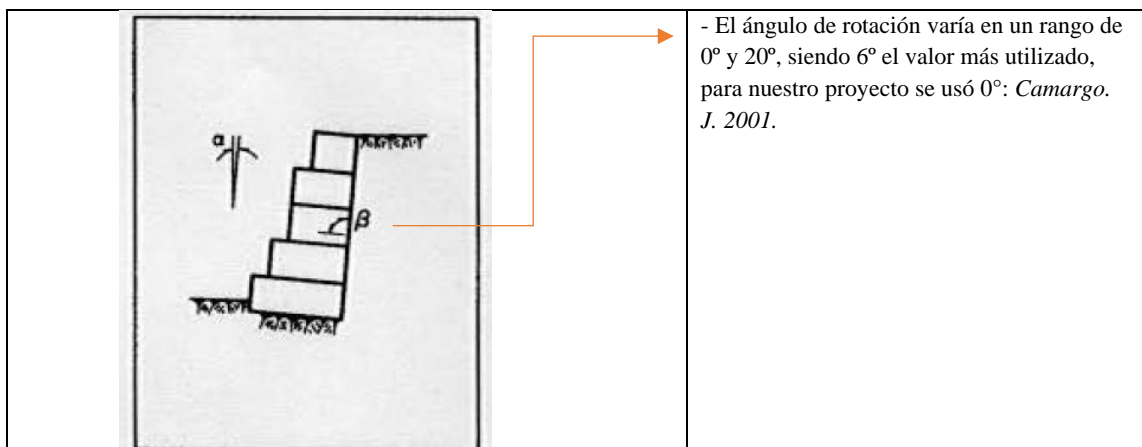 - El ángulo de rotación varía en un rango de
0º y 20º, siendo 6º el valor más utilizado,
para nuestro proyecto se usó 0°: Camargo.
J. 2001.
α
β